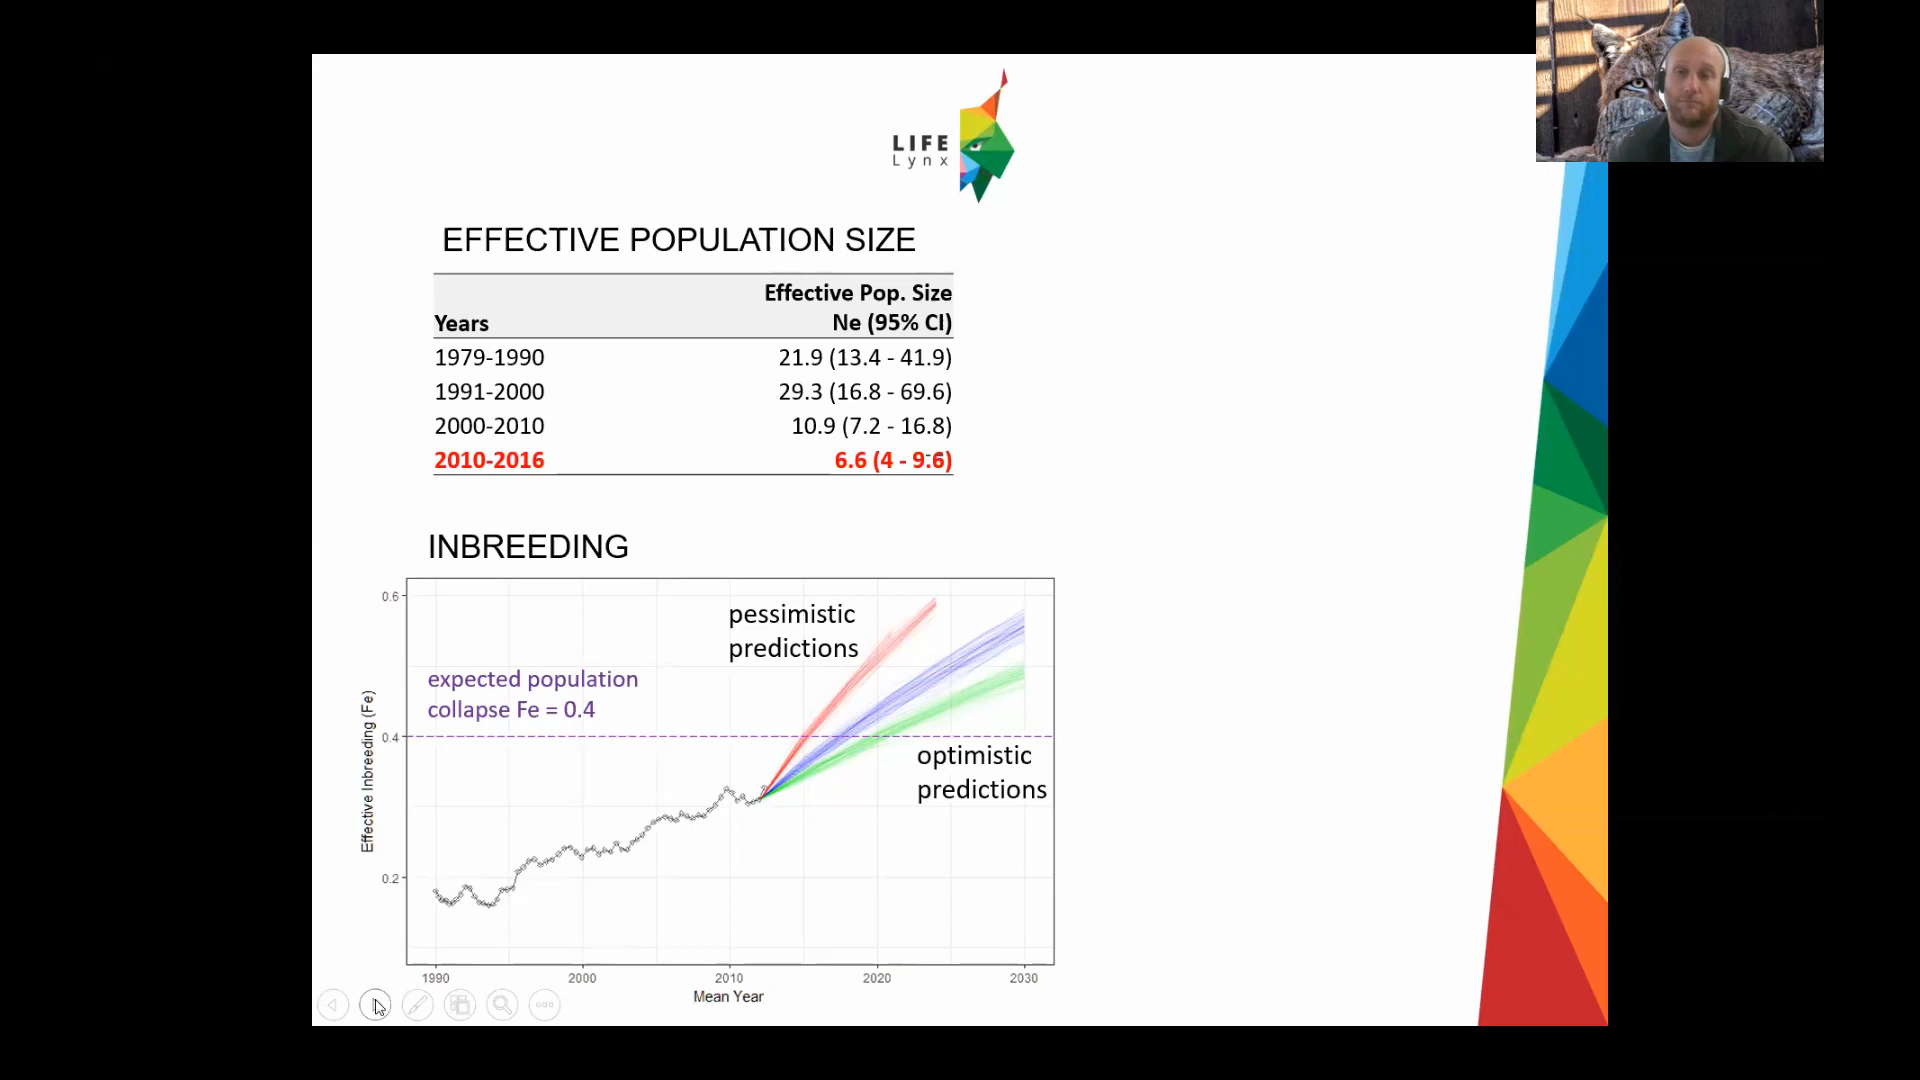 LIFE
Lynx
EFFECTIVE POPULATION SIZE
Effective Pop. Size
Years Ne (95% CI)
1979-1990 21.9 (13.4 - 41.9)
1991-2000 29.3 (16.8 - 69.6)
2000-2010 10.9 (7.2 - 16.8)
2010-2016 6.6 (4 - 9.6)
INBREEDING
0.6
pessimistic
predictions
expected population
collapse Fe = 0.4
Effective Inbreeding (Fe)
0.4
optimistic
predictions
0.2
1990 2000 2010 2020 2030
Mean Year